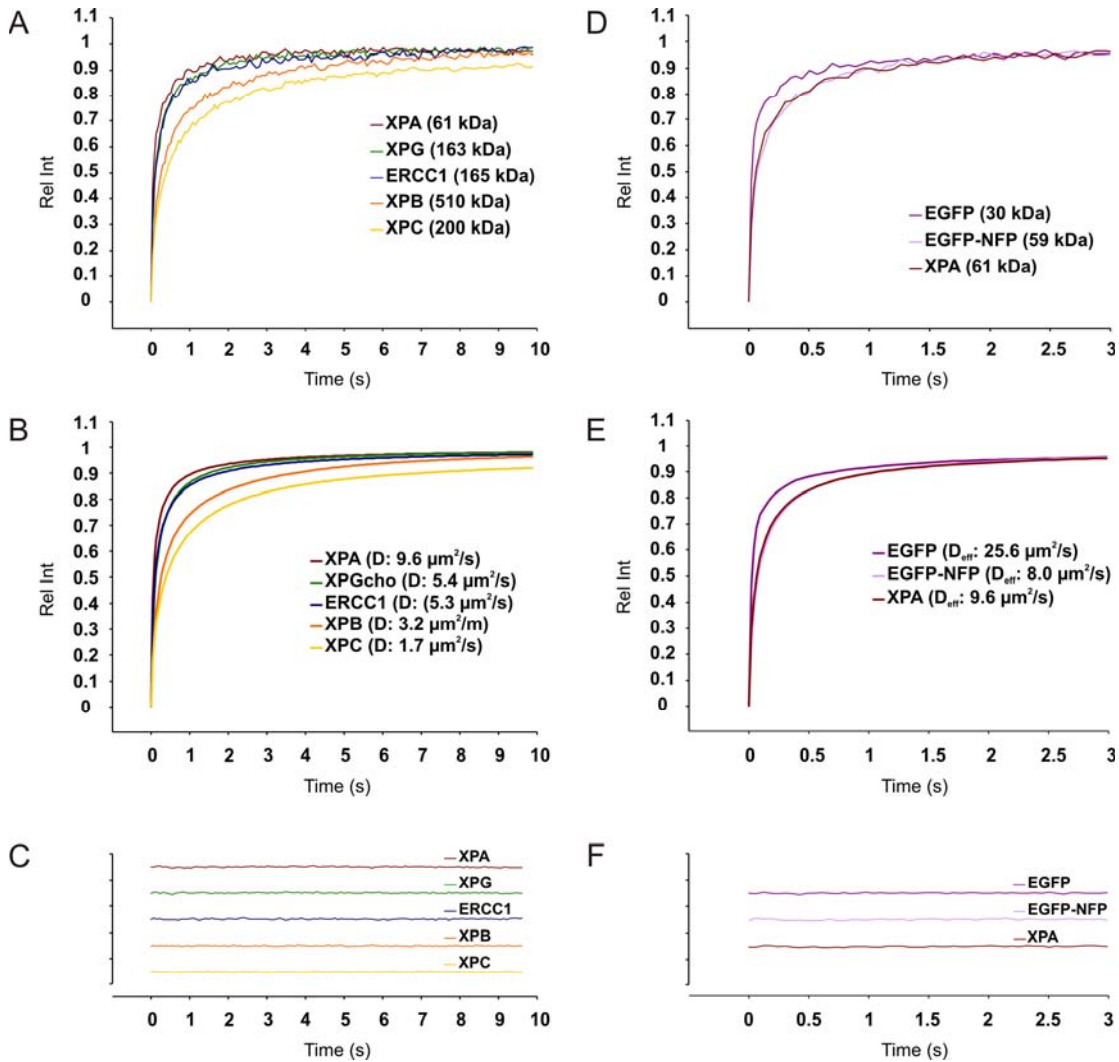 A
1.1
1
0.9
0.8
0.7
0.6
0.5
0.4
0.3
0.2
0.1
0
Rel Int
XPA (61 kDa)
XPG (163 kDa)
ERCC1 (165 kDa)
XPB (510 kDa)
XPC (200 kDa)
0 1 2 3 4 5 6 7 8 9 10
Time (s)
D
1.1
1
0.9
0.8
0.7
0.6
0.5
0.4
0.3
0.2
0.1
0
Rel Int
EGFP (30 kDa)
EGFP-NFP (59 kDa)
XPA (61 kDa)
0 0.5 1 1.5 2 2.5 3
Time (s)
B
1.1
1
0.9
0.8
0.7
0.6
0.5
0.4
0.3
0.2
0.1
0
Rel Int
XPA (D: 9.6 µm²/s)
XPGcho (D: 5.4 µm²/s)
ERCC1 (D: (5.3 µm²/s)
XPB (D: 3.2 µm²/m)
XPC (D: 1.7 µm²/s)
0 1 2 3 4 5 6 7 8 9 10
Time (s)
E
1.1
1
0.9
0.8
0.7
0.6
0.5
0.4
0.3
0.2
0.1
0
Rel Int
EGFP (Deff: 25.6 µm²/s)
EGFP-NFP (Deff: 8.0 µm²/s)
XPA (Deff: 9.6 µm²/s)
0 0.5 1 1.5 2 2.5 3
Time (s)
C
XPA
XPG
ERCC1
XPB
XPC
0 1 2 3 4 5 6 7 8 9 10
Time (s)
F
EGFP
EGFP-NFP
XPA
0 0.5 1 1.5 2 2.5 3
Time (s)